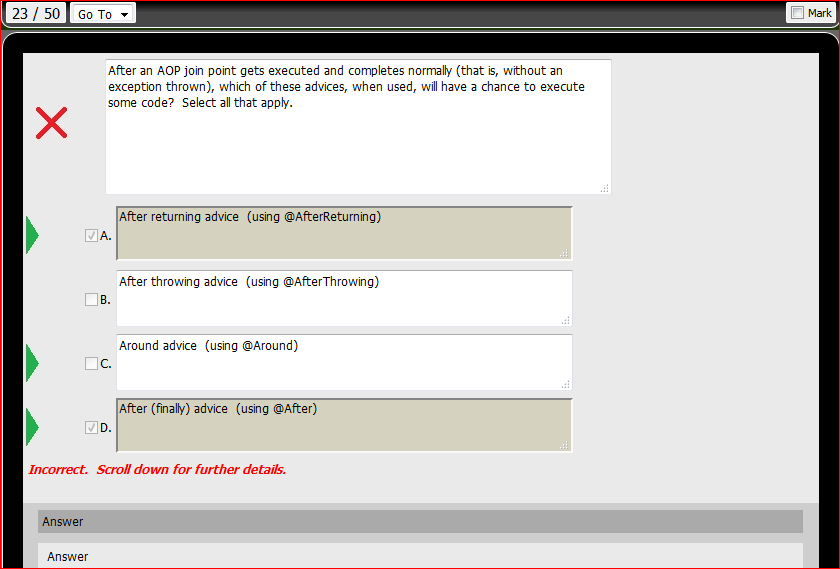 23 / 50 Go To Mark
After an AOP join point gets executed and completes normally (that is, without an
exception thrown), which of these advices, when used, will have a chance to execute
some code?  Select all that apply.
A. After returning advice  (using @AfterReturning)
B. After throwing advice  (using @AfterThrowing)
C. Around advice  (using @Around)
D. After (finally) advice  (using @After)
Incorrect.  Scroll down for further details.
Answer
Answer